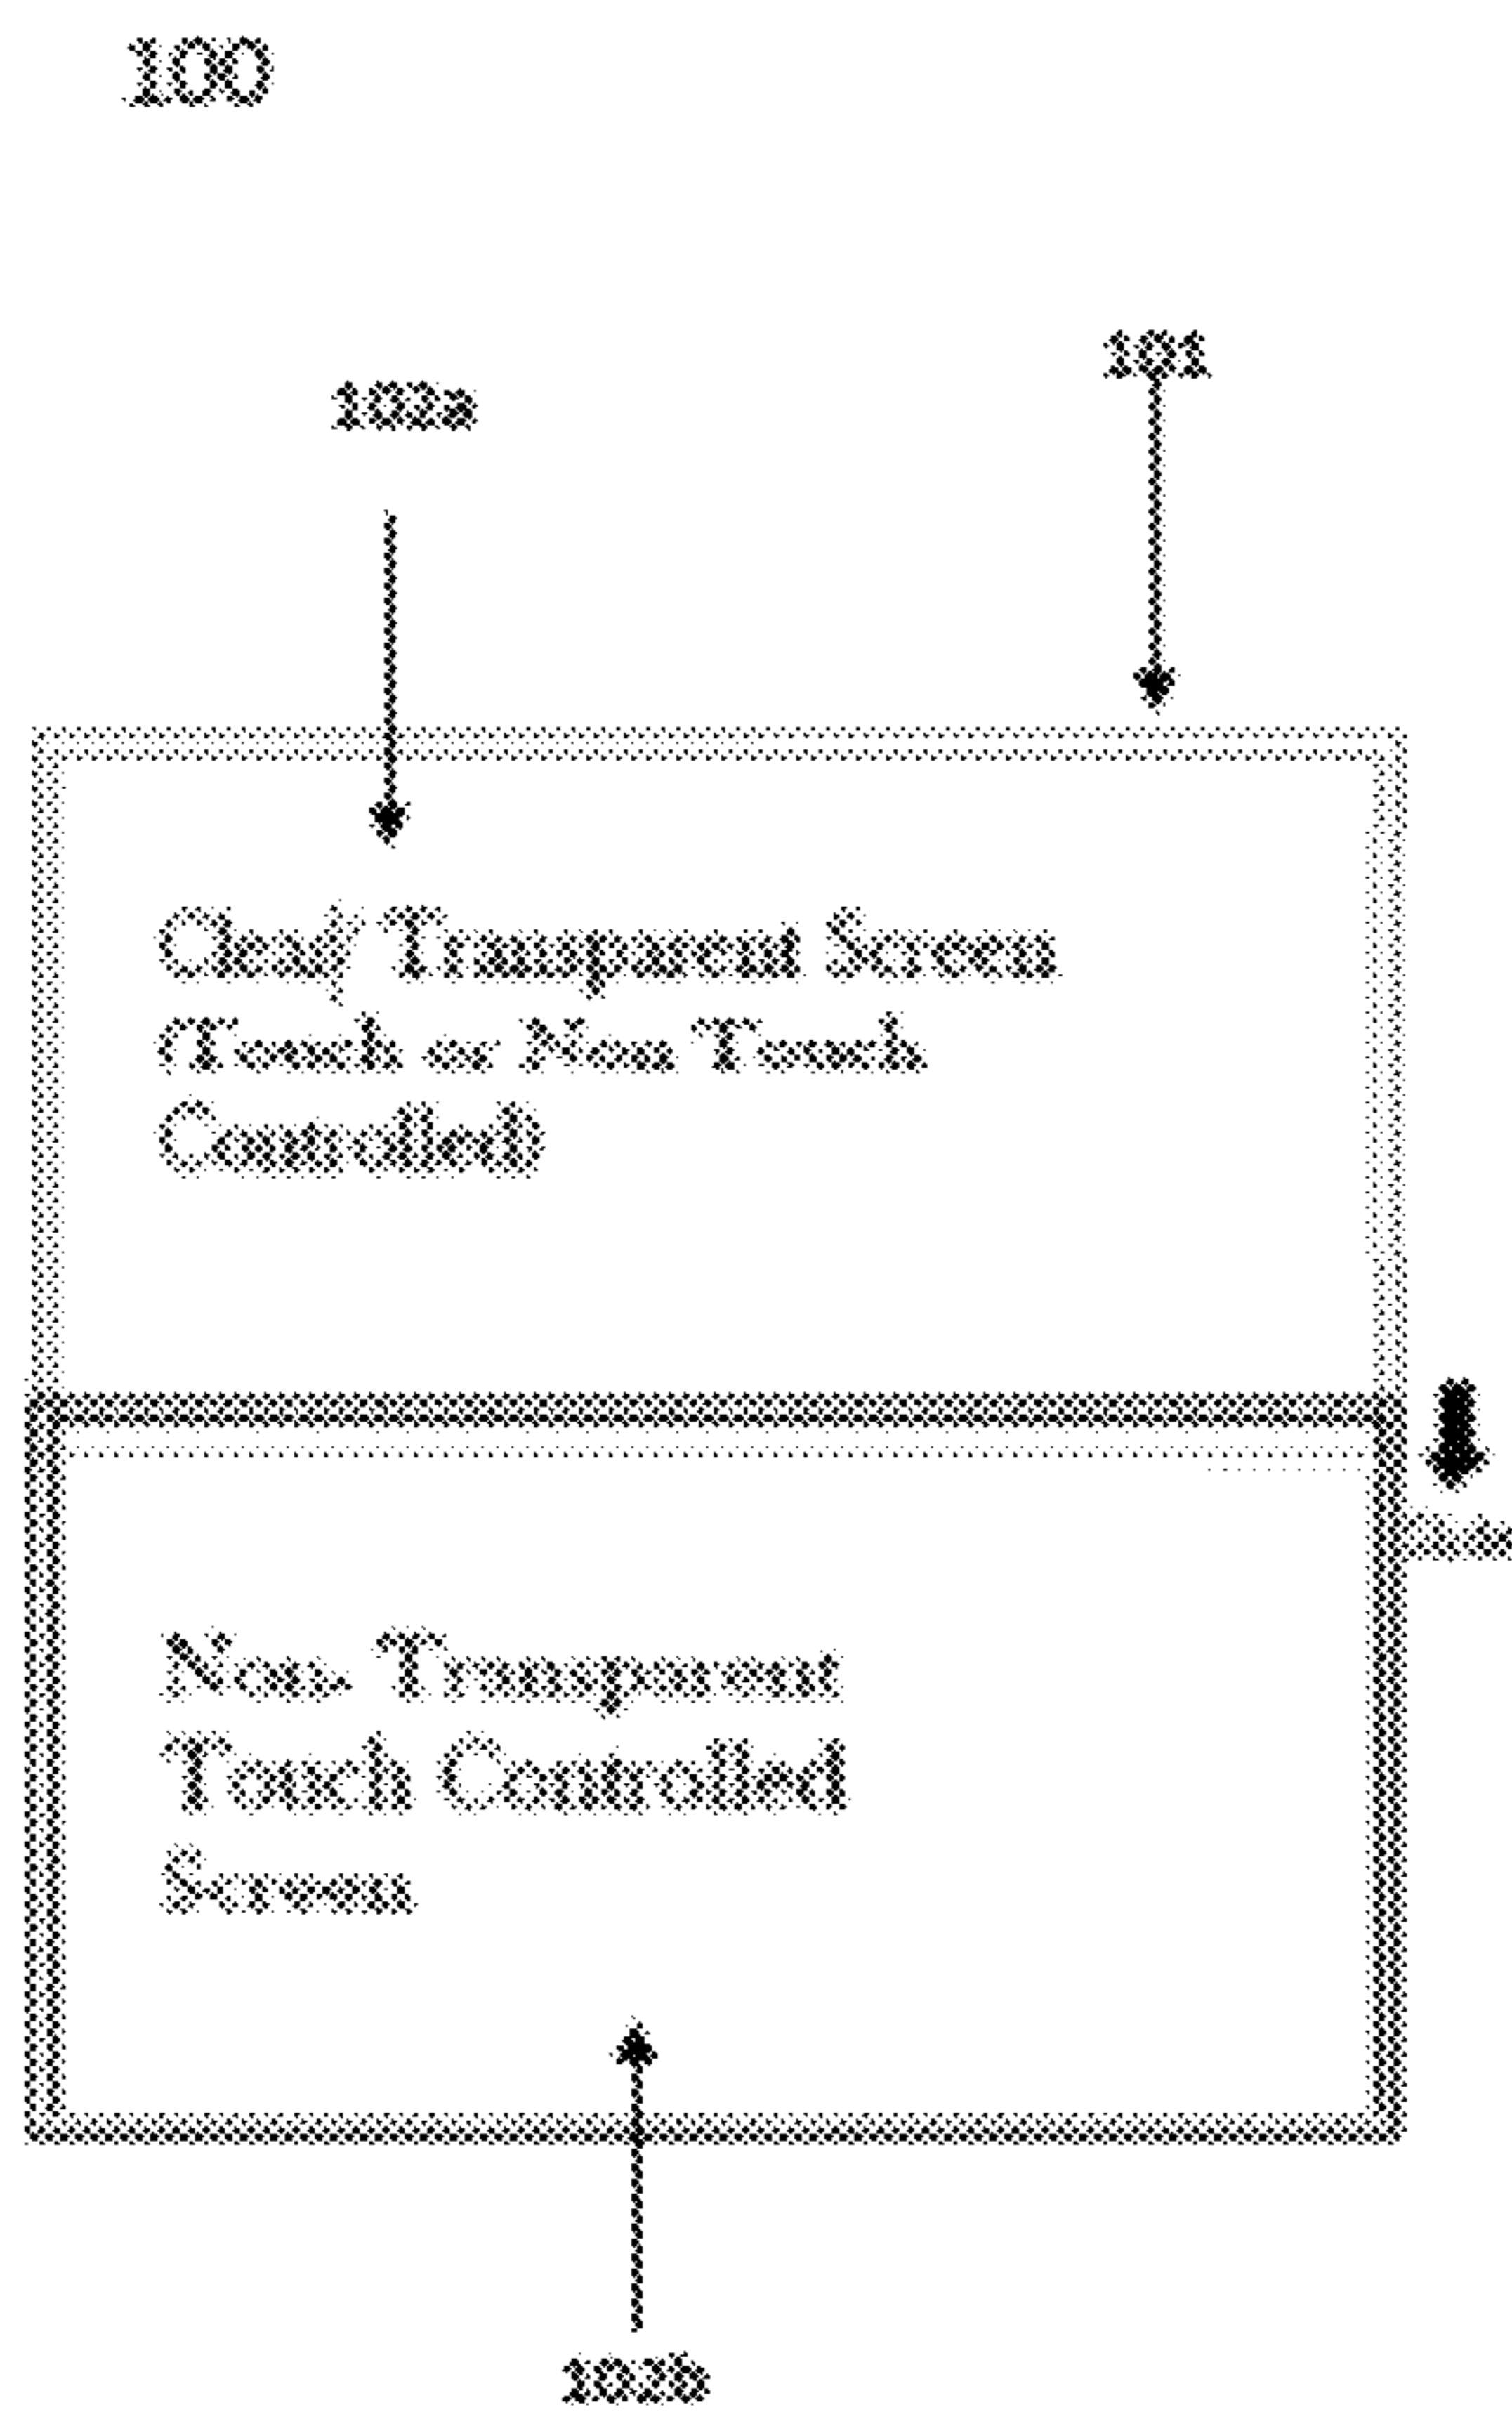 100
101
102a
Clear/ Transparent Screen
(Touch or Non Touch
Controlled)
Non- Transparent
Touch Controlled
Screen
102b